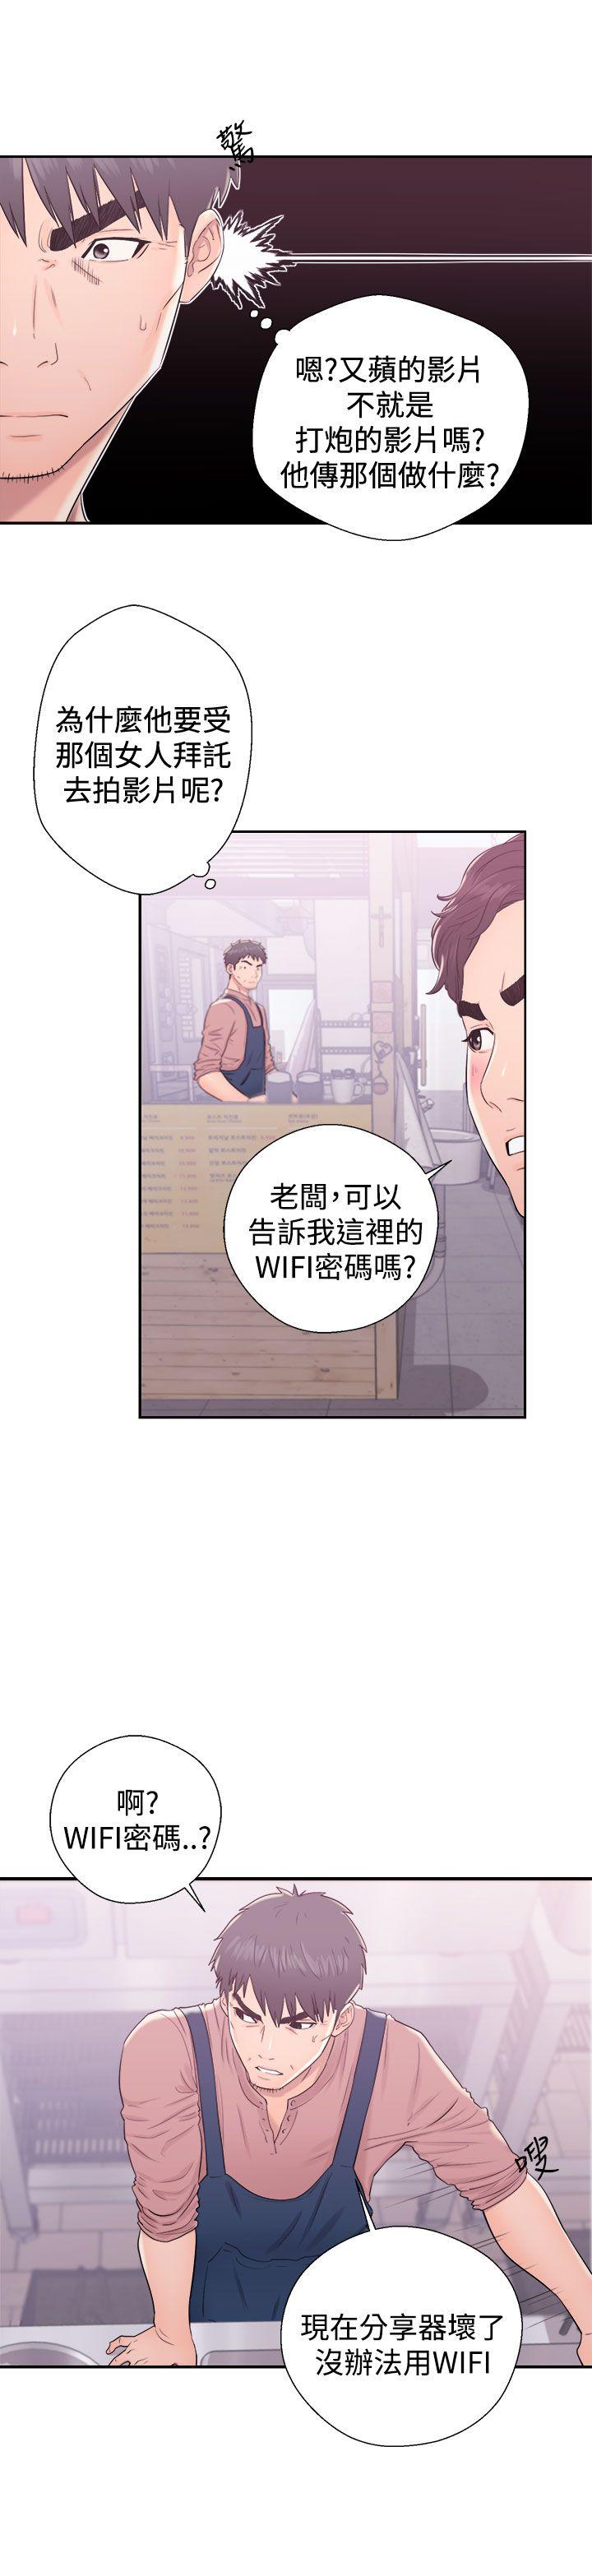 驚
嗯?又蘋的影片
不就是
打炮的影片嗎?
他傳那個做什麼?
為什麼他要受
那個女人拜託
去拍影片呢?
老闆,可以
告訴我這裡的
WIFI密碼嗎?
啊?
WIFI密碼..?
嗖
現在分享器壞了
沒辦法用WIFI